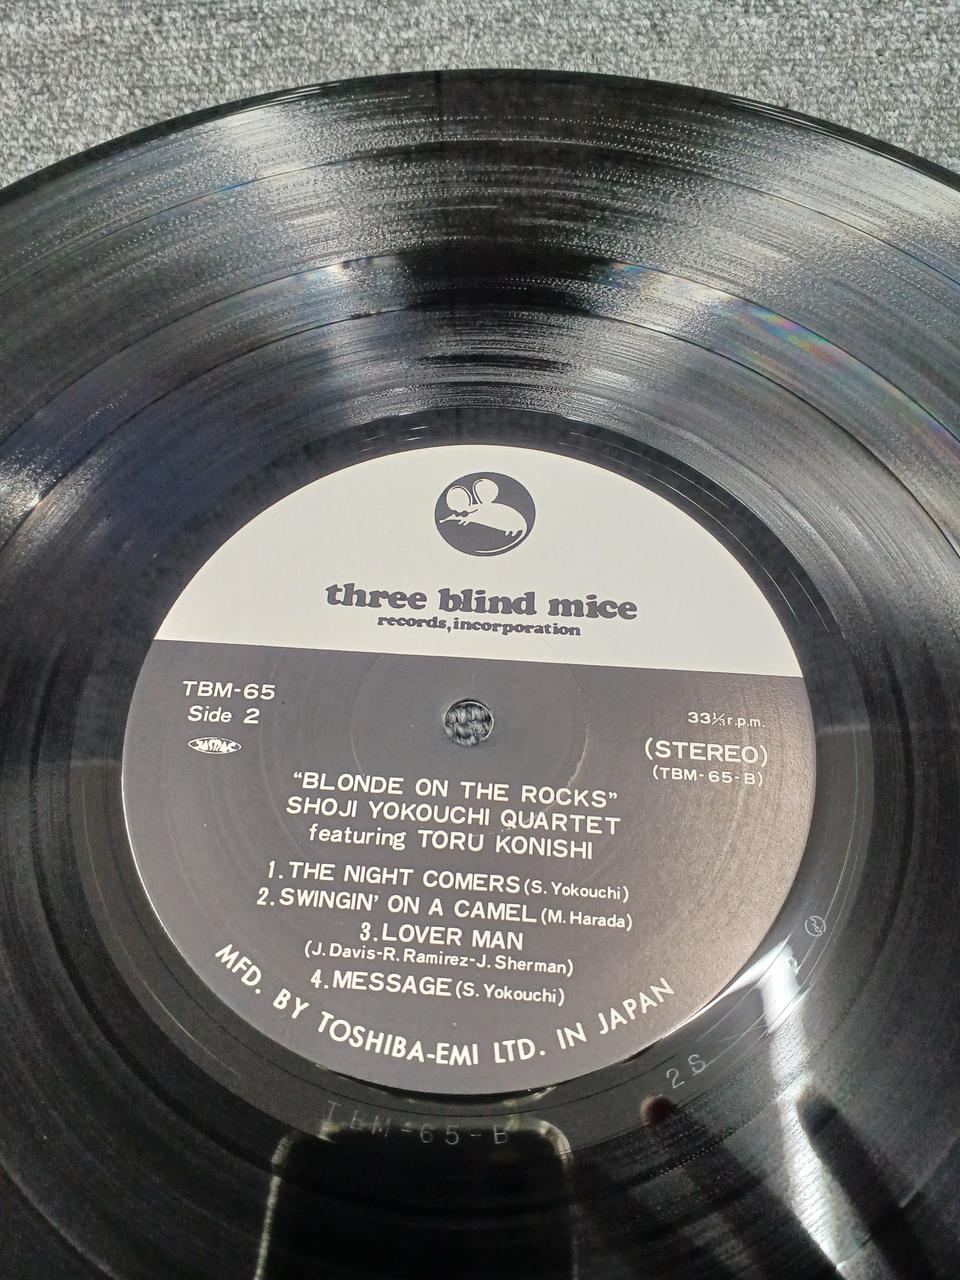 three blind mice
records, incorporation
TBM-65
Side 2
JASRAC
33⅓ r.p.m.
(STEREO)
(TBM-65-B)
“BLONDE ON THE ROCKS”
SHOJI YOKOUCHI QUARTET
featuring TORU KONISHI
1. THE NIGHT COMERS (S. Yokouchi)
2. SWINGIN' ON A CAMEL (M. Harada)
3. LOVER MAN
(J. Davis-R. Ramirez-J. Sherman)
4. MESSAGE (S. Yokouchi)
MFD. BY TOSHIBA-EMI LTD. IN JAPAN
2S
TBM-65-B